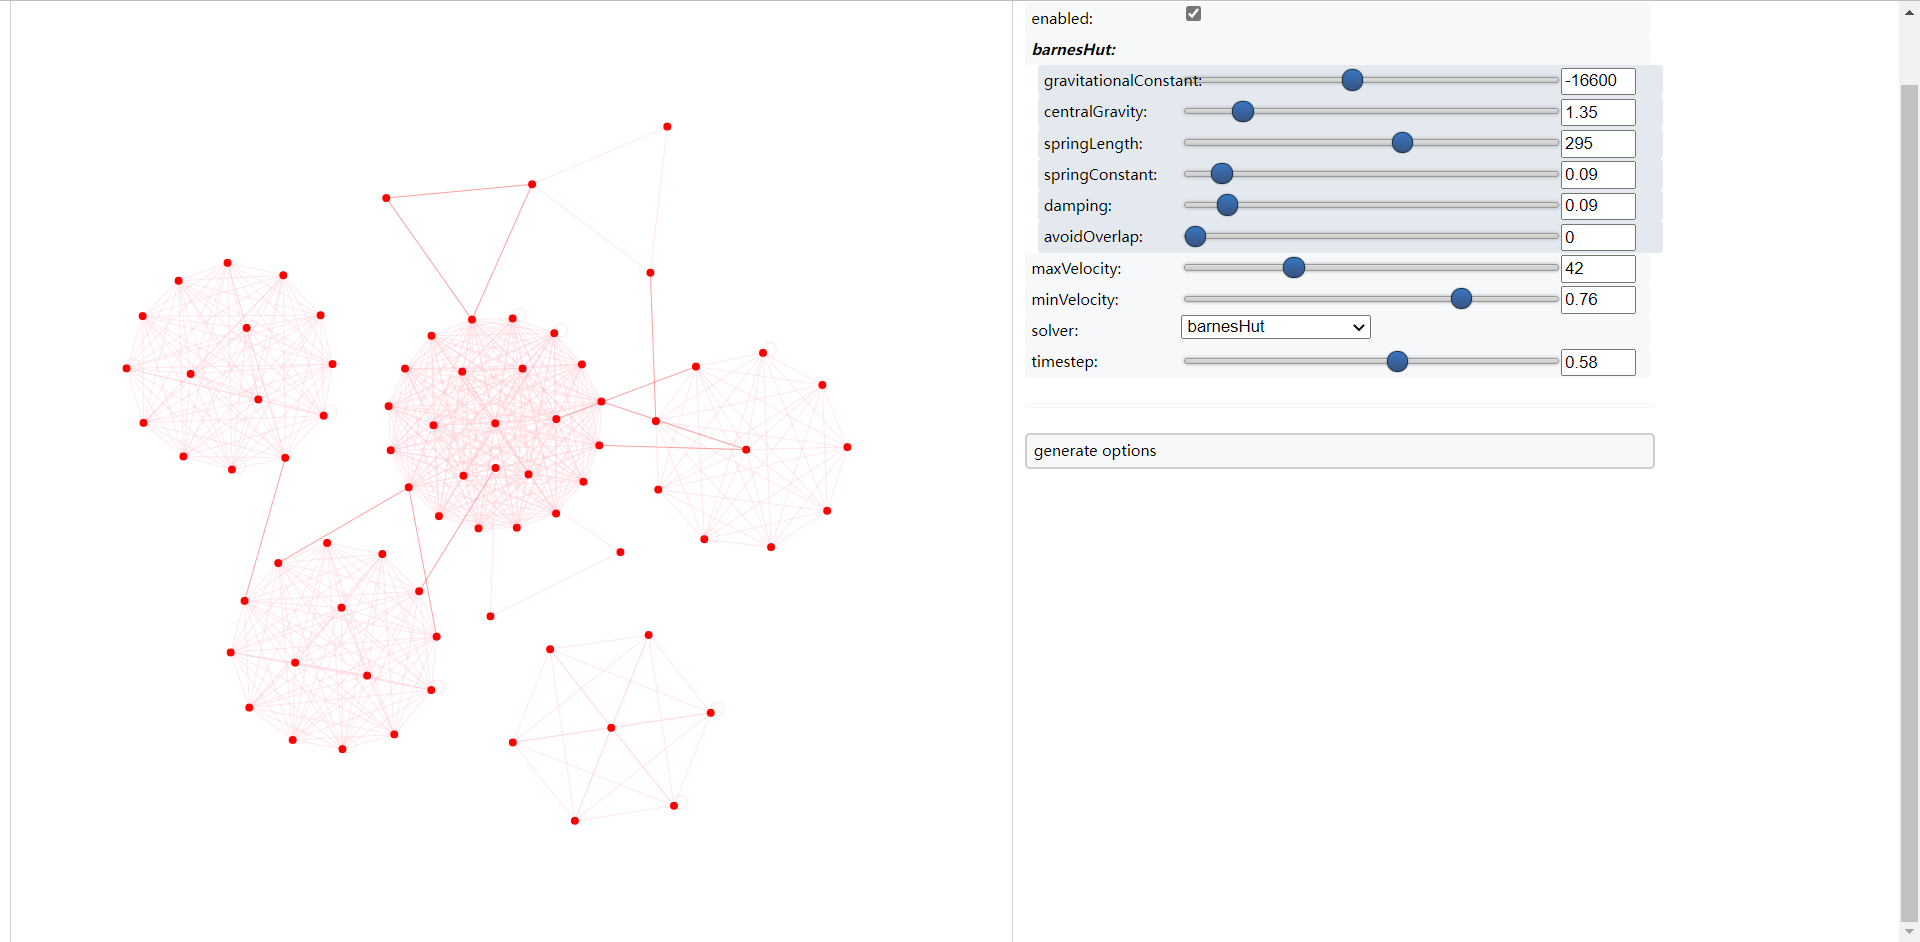 enabled:
barnesHut:
gravitationalConstant: -16600
centralGravity: 1.35
springLength: 295
springConstant: 0.09
damping: 0.09
avoidOverlap: 0
maxVelocity: 42
minVelocity: 0.76
solver: barnesHut
timestep: 0.58
generate options